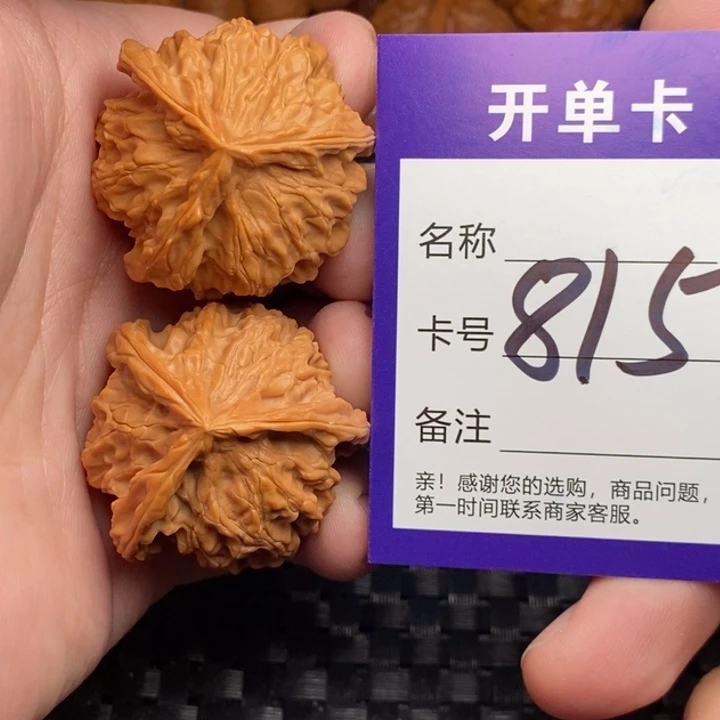 开单卡
名称
卡号 815
备注
亲！感谢您的选购，商品问题，
第一时间联系商家客服。